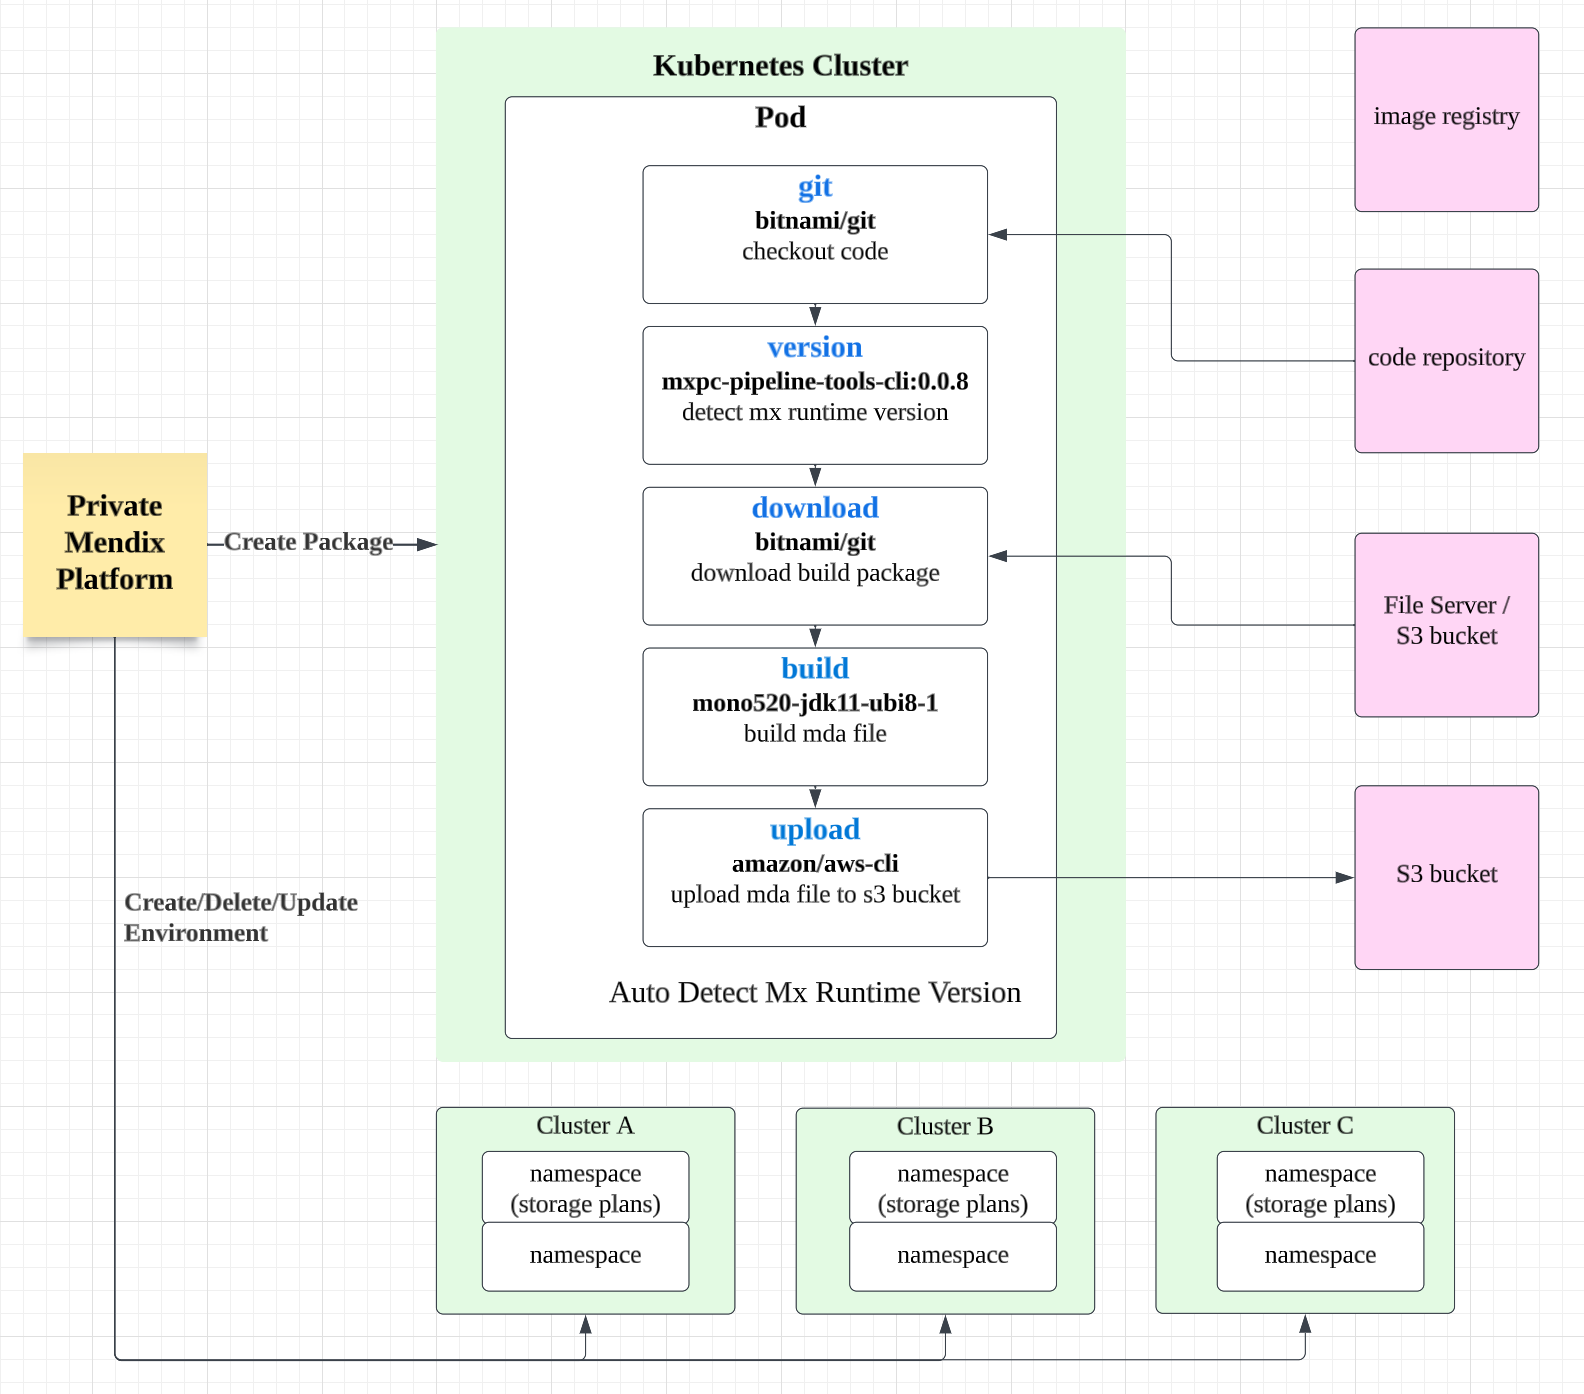 Kubernetes Cluster
Pod
git
bitnami/git
checkout code
version
mxpc-pipeline-tools-cli:0.0.8
detect mx runtime version
download
bitnami/git
download build package
build
mono520-jdk11-ubi8-1
build mda file
upload
amazon/aws-cli
upload mda file to s3 bucket
Auto Detect Mx Runtime Version
image registry
code repository
File Server /
S3 bucket
S3 bucket
Private
Mendix
Platform
Create Package
Create/Delete/Update
Environment
Cluster A
namespace
(storage plans)
namespace
Cluster B
namespace
(storage plans)
namespace
Cluster C
namespace
(storage plans)
namespace